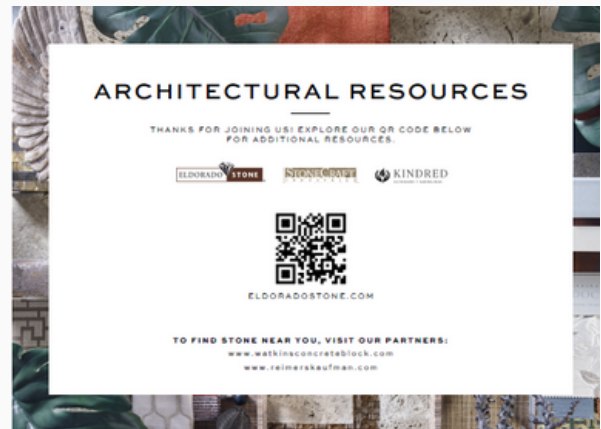 ARCHITECTURAL RESOURCES
THANKS FOR JOINING US! EXPLORE OUR QR CODE BELOW
FOR ADDITIONAL RESOURCES.
ELDORADO STONE
STONECRAFT
KINDRED
ELDORADOSTONE.COM
TO FIND STONE NEAR YOU, VISIT OUR PARTNERS:
www.watkinsconcreteblock.com
www.reimerskaufman.com